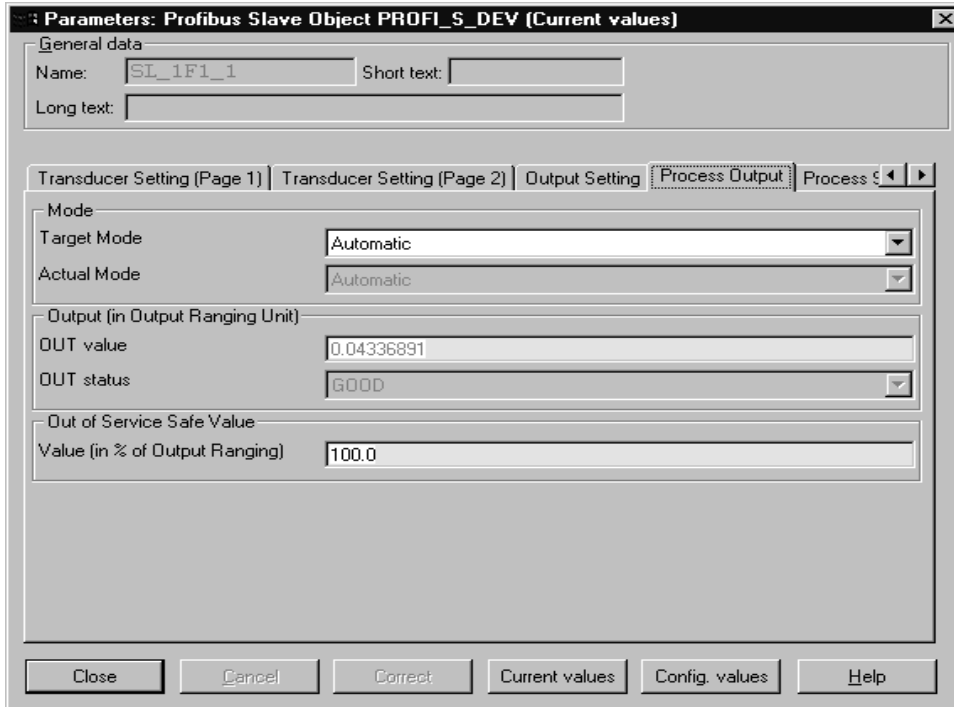 Parameters: Profibus Slave Object PROFI_S_DEV (Current values)
General data
Name: SL_1F1_1 Short text:
Long text:
Transducer Setting (Page 1) Transducer Setting (Page 2) Output Setting Process Output Process
Mode
Target Mode Automatic
Actual Mode Automatic
Output (in Output Ranging Unit)
OUT value 0.04336891
OUT status GOOD
Out of Service Safe Value
Value (in % of Output Ranging) 100.0
Close Cancel Correct Current values Config. values Help